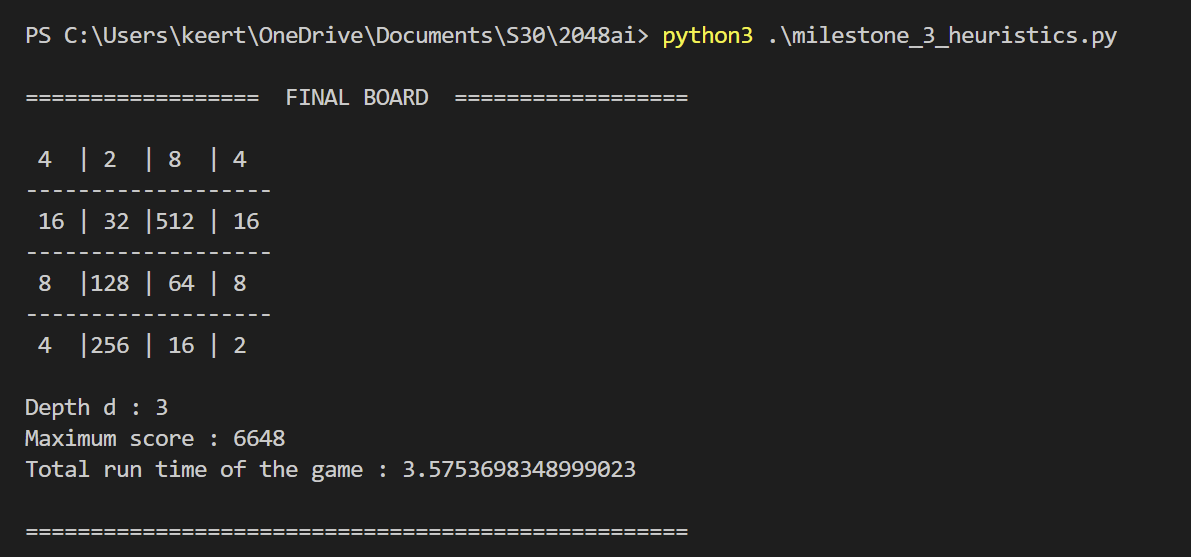 PS C:\Users\keert\OneDrive\Documents\S30\2048ai> python3 .\milestone_3_heuristics.py
==================  FINAL BOARD  ==================
4  | 2  | 8  | 4
-------------------
16 | 32 |512 | 16
-------------------
8  |128 | 64 | 8
-------------------
4  |256 | 16 | 2
Depth d : 3
Maximum score : 6648
Total run time of the game : 3.5753698348999023
===================================================